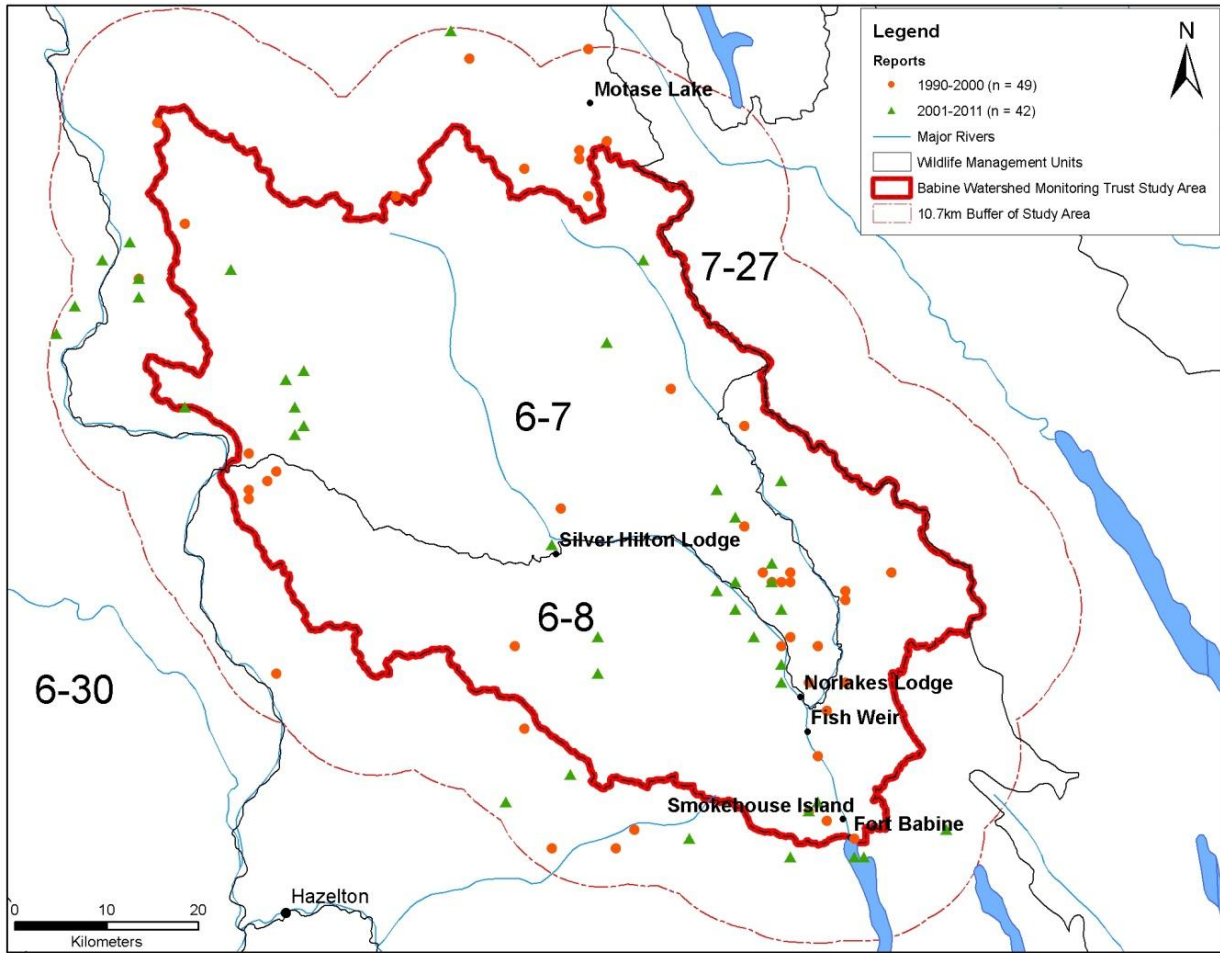 Legend
N
Reports
1990-2000 (n = 49)
2001-2011 (n = 42)
Major Rivers
Wildlife Management Units
Babine Watershed Monitoring Trust Study Area
10.7km Buffer of Study Area
Motase Lake
7-27
6-7
Silver Hilton Lodge
6-8
6-30
Norlakes Lodge
Fish Weir
Smokehouse Island
Fort Babine
Hazelton
0 10 20
Kilometers